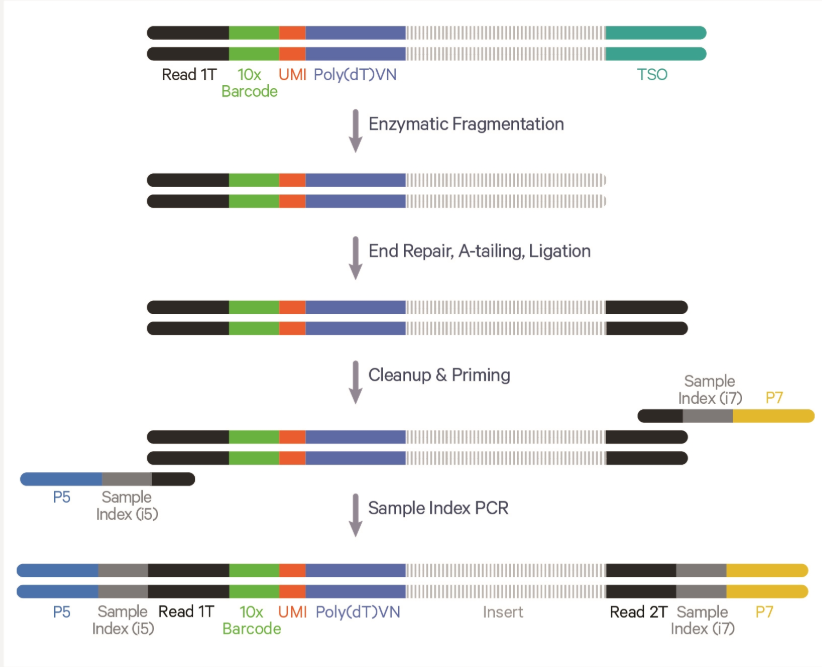 Read 1T 10x UMI Poly(dT)VN TSO
Barcode
Enzymatic Fragmentation
End Repair, A-tailing, Ligation
Cleanup & Priming
Sample
Index (i7) P7
P5 Sample
Index (i5)
Sample Index PCR
P5 Sample Read 1T 10x UMI Poly(dT)VN Insert Read 2T Sample P7
Index (i5) Barcode Index (i7)